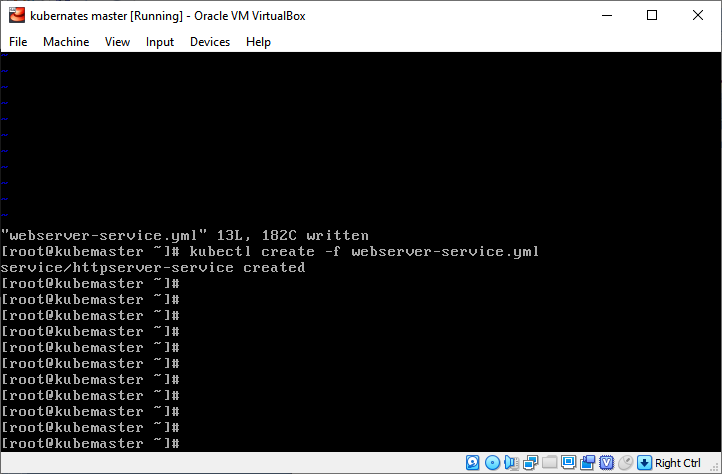 kubernates master [Running] - Oracle VM VirtualBox
File Machine View Input Devices Help
~
~
~
~
~
~
~
~
~
~
"webserver-service.yml" 13L, 182C written
[root@kubemaster ~]# kubectl create -f webserver-service.yml
service/httpserver-service created
[root@kubemaster ~]#
[root@kubemaster ~]#
[root@kubemaster ~]#
[root@kubemaster ~]#
[root@kubemaster ~]#
[root@kubemaster ~]#
[root@kubemaster ~]#
[root@kubemaster ~]#
[root@kubemaster ~]#
[root@kubemaster ~]#
[root@kubemaster ~]#
Right Ctrl